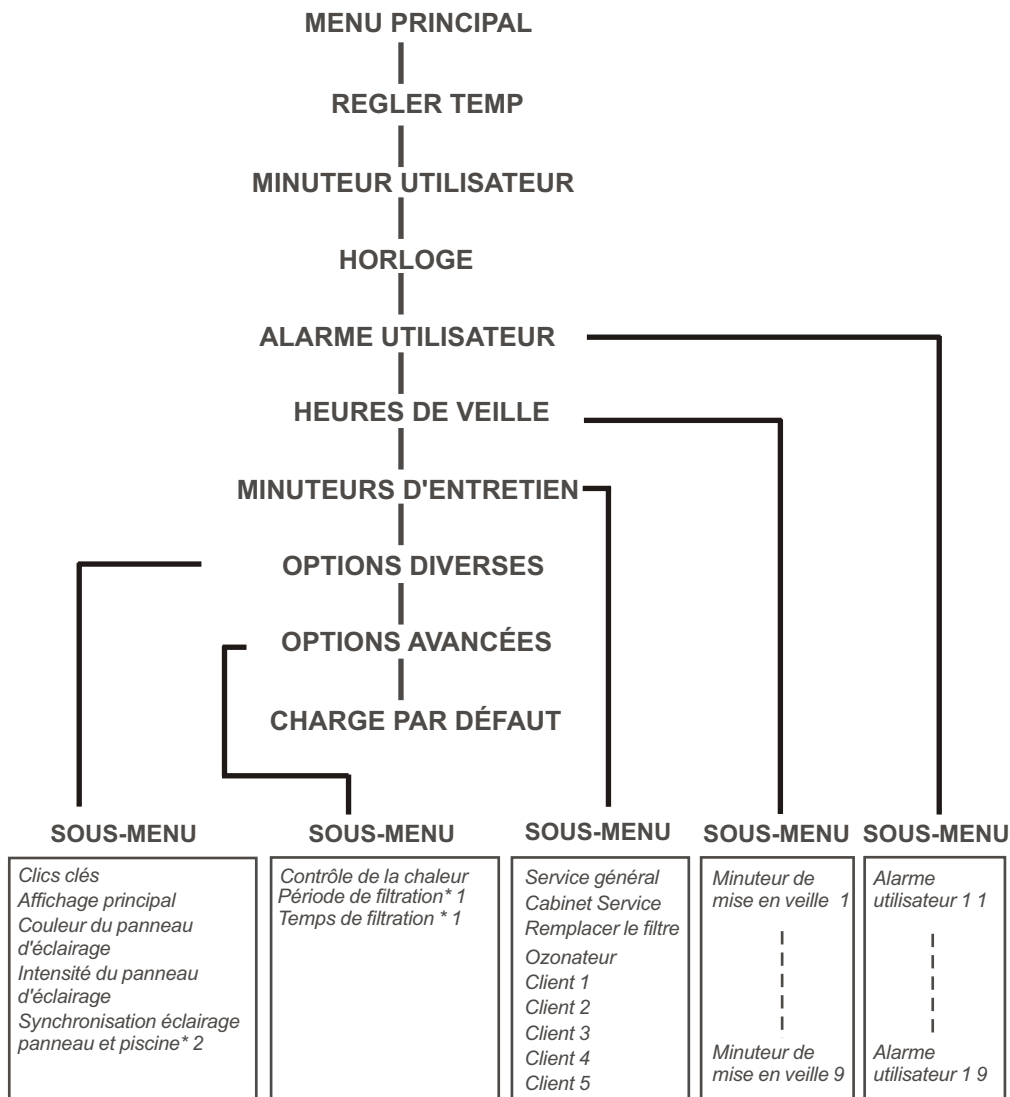 MENU PRINCIPAL
REGLER TEMP
MINUTEUR UTILISATEUR
HORLOGE
ALARME UTILISATEUR
HEURES DE VEILLE
MINUTEURS D'ENTRETIEN
OPTIONS DIVERSES
OPTIONS AVANCÉES
CHARGE PAR DÉFAUT
SOUS-MENU
Clics clés
Affichage principal
Couleur du panneau
d'éclairage
Intensité du panneau
d'éclairage
Synchronisation éclairage
panneau et piscine* 2
SOUS-MENU
Contrôle de la chaleur
Période de filtration* 1
Temps de filtration * 1
SOUS-MENU
Service général
Cabinet Service
Remplacer le filtre
Ozonateur
Client 1
Client 2
Client 3
Client 4
Client 5
SOUS-MENU
Minuteur de
mise en veille 1
Minuteur de
mise en veille 9
SOUS-MENU
Alarme
utilisateur 1 1
Alarme
utilisateur 1 9